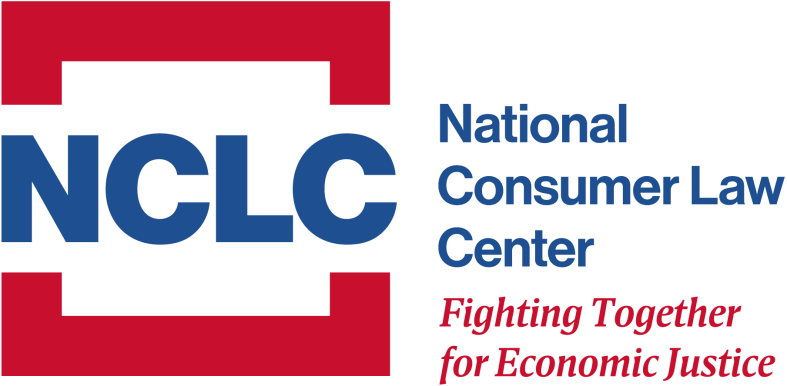 NCLC
National
Consumer Law
Center
Fighting Together
for Economic Justice